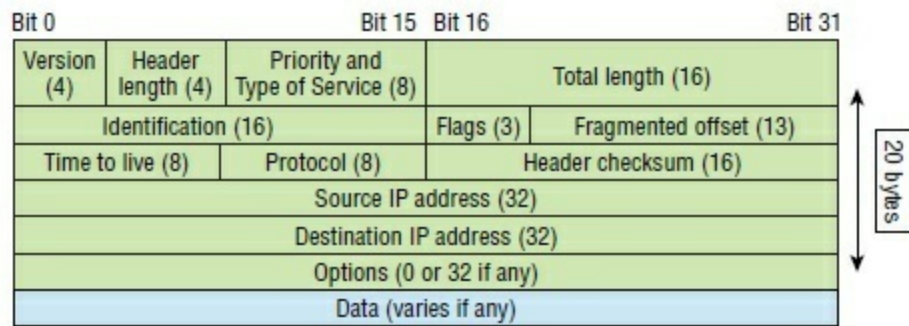 Bit 0 Bit 15 Bit 16 Bit 31
Version (4)
Header length (4)
Priority and Type of Service (8)
Total length (16)
Identification (16)
Flags (3)
Fragmented offset (13)
Time to live (8)
Protocol (8)
Header checksum (16)
Source IP address (32)
Destination IP address (32)
Options (0 or 32 if any)
Data (varies if any)
20 bytes